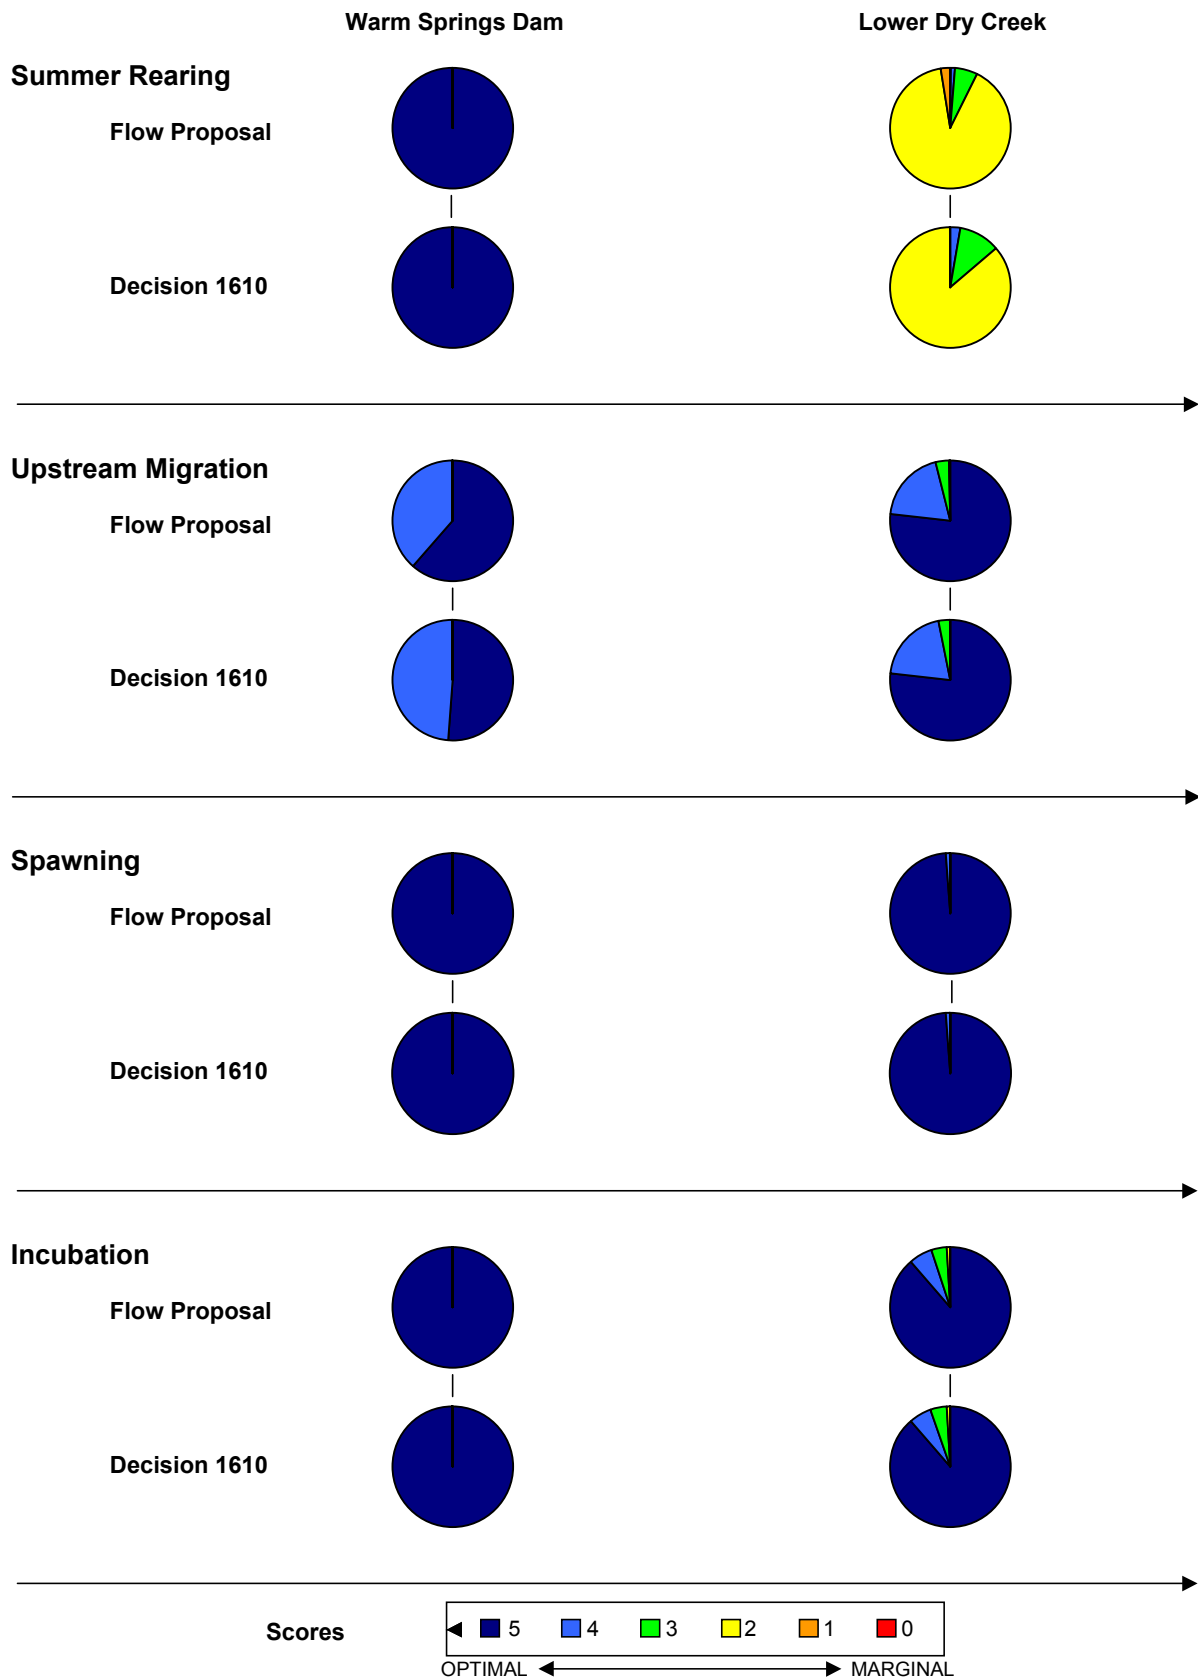 Warm Springs Dam Lower Dry Creek
Summer Rearing
Flow Proposal
Decision 1610
Upstream Migration
Flow Proposal
Decision 1610
Spawning
Flow Proposal
Decision 1610
Incubation
Flow Proposal
Decision 1610
Scores 5 4 3 2 1 0
OPTIMAL MARGINAL